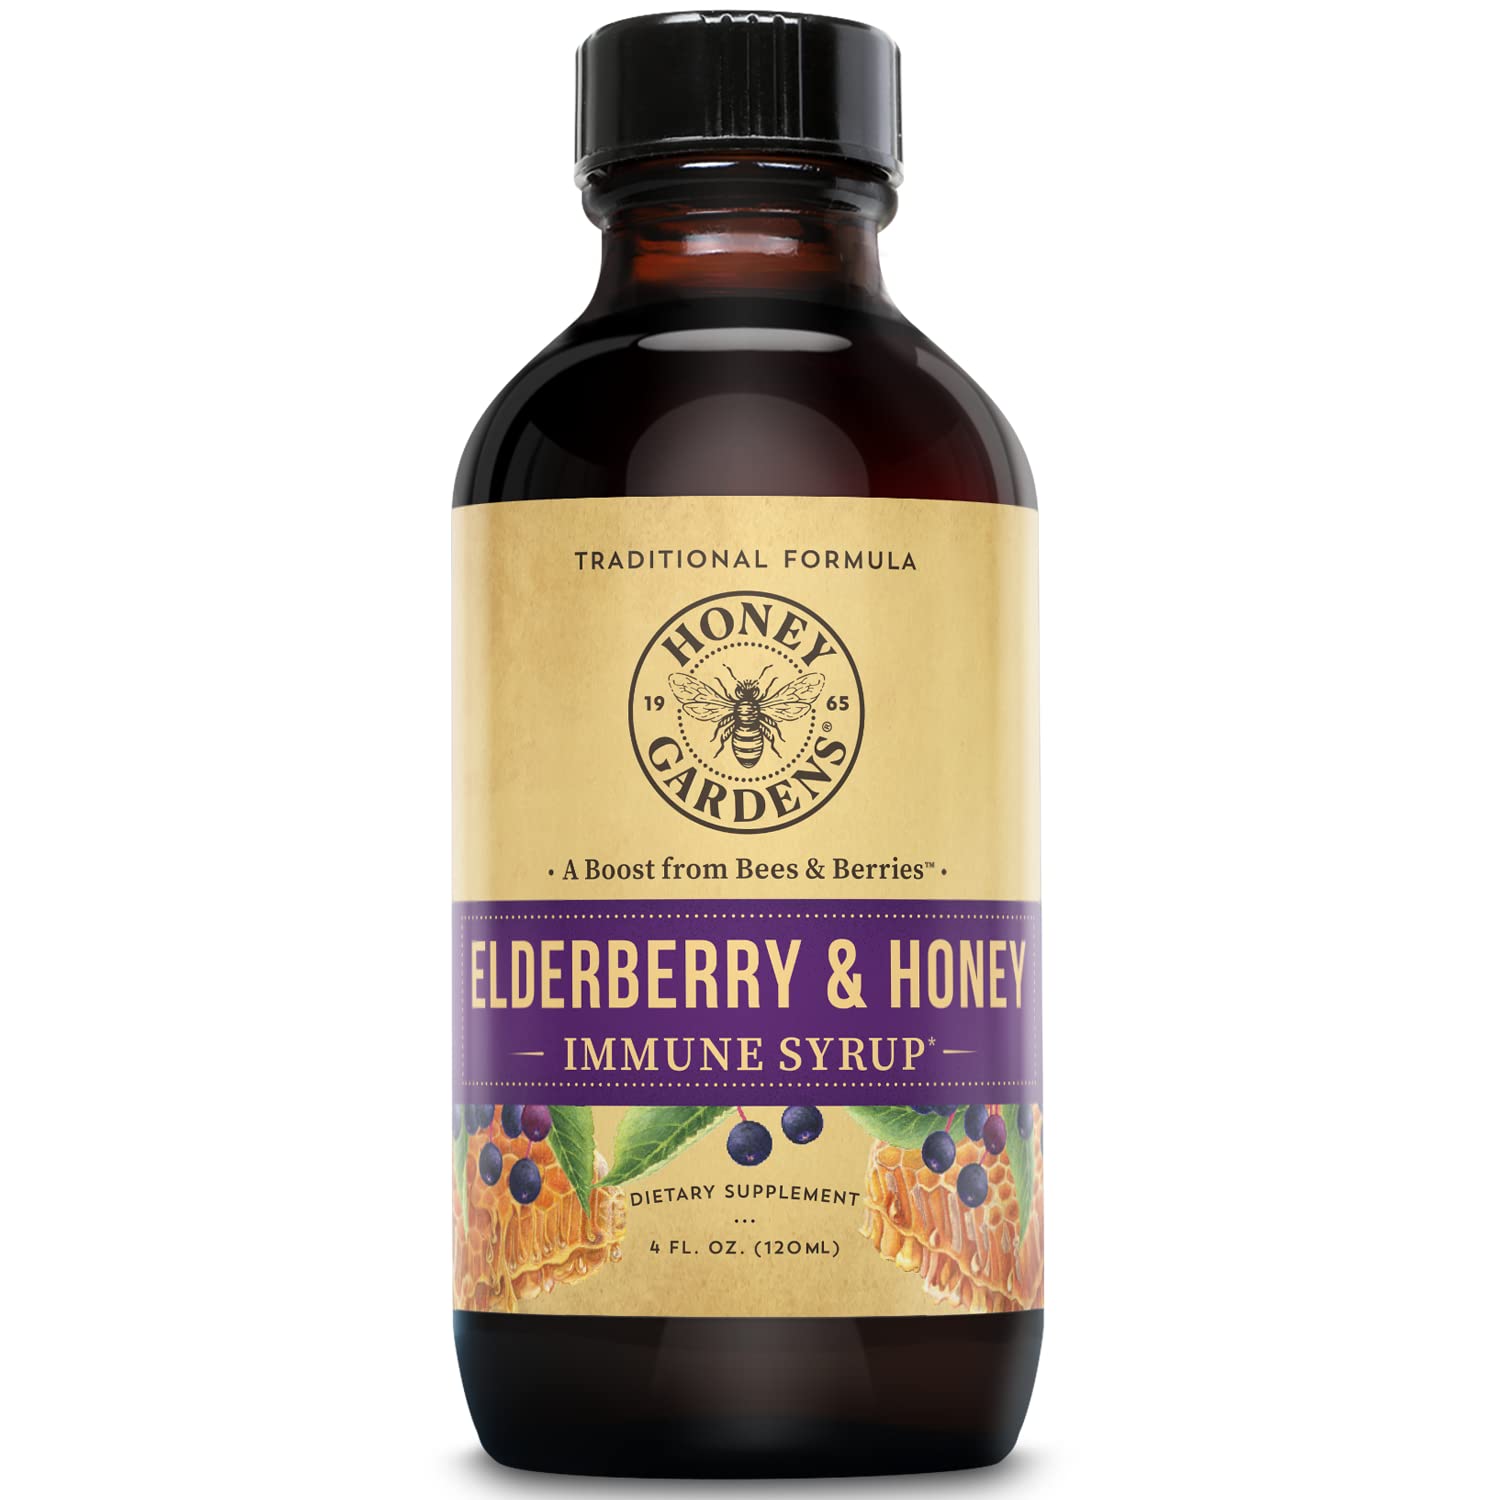 TRADITIONAL FORMULA
HONEY
19 65
GARDENS®
• A Boost from Bees & Berries™ •
ELDERBERRY & HONEY
— IMMUNE SYRUP* —
DIETARY SUPPLEMENT
...
4 FL. OZ. (120ML)